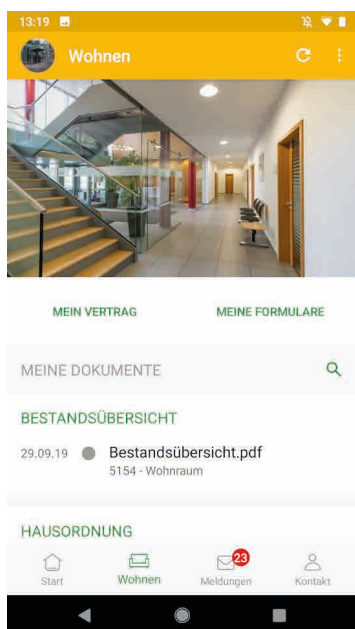 13:19
Wohnen
MEIN VERTRAG
MEINE FORMULARE
MEINE DOKUMENTE
BESTANDSÜBERSICHT
29.09.19
Bestandsübersicht.pdf
5154 - Wohnraum
HAUSORDNUNG
23
Start
Wohnen
Meldungen
Kontakt